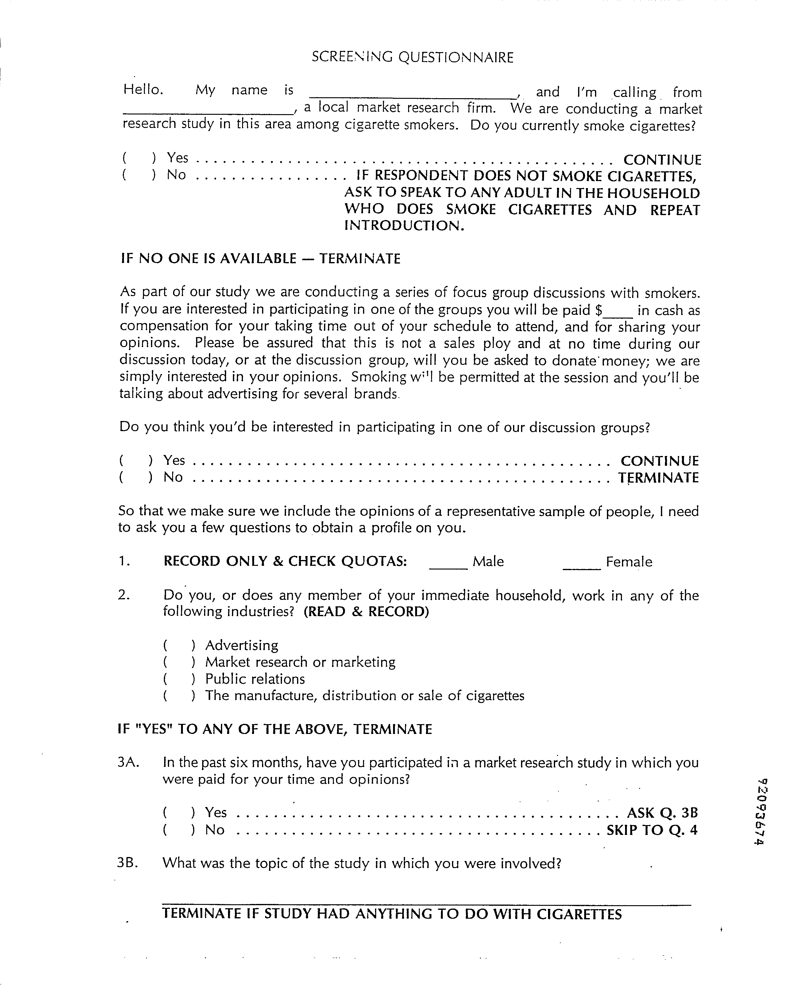 SCREENING QUESTIONNAIRE
Hello. My name is ____________________, and I'm calling from
____________________, a local market research firm. We are conducting a market
research study in this area among cigarette smokers. Do you currently smoke cigarettes?
( ) Yes . . . . . . . . . . . . . . . . . . . . . . . . . . . . . . . . . . . . . . . . . . . . . . CONTINUE
( ) No . . . . . . . . . . . . . . . . . IF RESPONDENT DOES NOT SMOKE CIGARETTES,
ASK TO SPEAK TO ANY ADULT IN THE HOUSEHOLD
WHO DOES SMOKE CIGARETTES AND REPEAT
INTRODUCTION.
IF NO ONE IS AVAILABLE — TERMINATE
As part of our study we are conducting a series of focus group discussions with smokers.
If you are interested in participating in one of the groups you will be paid $____ in cash as
compensation for your taking time out of your schedule to attend, and for sharing your
opinions. Please be assured that this is not a sales ploy and at no time during our
discussion today, or at the discussion group, will you be asked to donate money; we are
simply interested in your opinions. Smoking will be permitted at the session and you'll be
talking about advertising for several brands.
Do you think you'd be interested in participating in one of our discussion groups?
( ) Yes . . . . . . . . . . . . . . . . . . . . . . . . . . . . . . . . . . . . . . . . . . . . . . CONTINUE
( ) No . . . . . . . . . . . . . . . . . . . . . . . . . . . . . . . . . . . . . . . . . . . . . . TERMINATE
So that we make sure we include the opinions of a representative sample of people, I need
to ask you a few questions to obtain a profile on you.
1. RECORD ONLY & CHECK QUOTAS: _____ Male _____ Female
2. Do you, or does any member of your immediate household, work in any of the
following industries? (READ & RECORD)
( ) Advertising
( ) Market research or marketing
( ) Public relations
( ) The manufacture, distribution or sale of cigarettes
IF "YES" TO ANY OF THE ABOVE, TERMINATE
3A. In the past six months, have you participated in a market research study in which you
were paid for your time and opinions?
( ) Yes . . . . . . . . . . . . . . . . . . . . . . . . . . . . . . . . . . . . . . . . . . ASK Q. 3B
( ) No . . . . . . . . . . . . . . . . . . . . . . . . . . . . . . . . . . . . . . . . SKIP TO Q. 4
3B. What was the topic of the study in which you were involved?
TERMINATE IF STUDY HAD ANYTHING TO DO WITH CIGARETTES
92093674